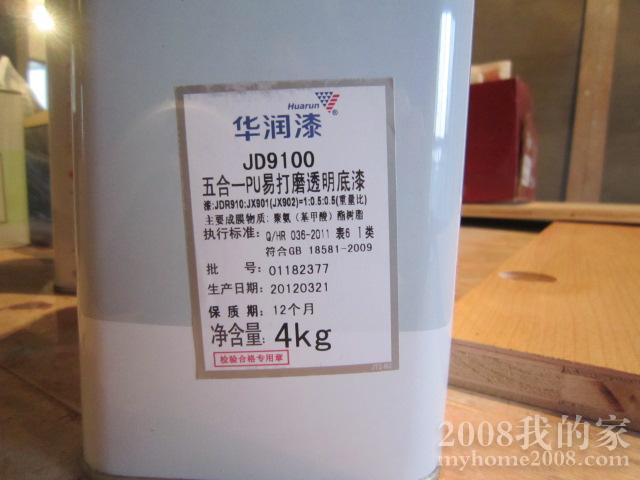 Huarun
®
华润漆
JD9100
五合一PU易打磨透明底漆
漆:JDR910:JX901(JX902)=1:0.5:0.5(重量比)
主要成膜物质: 聚氨(基甲酸)酯树脂
执行标准: Q/HR 036-2011 表6 Ⅰ类
符合GB 18581-2009
批 号: 01182377
生产日期: 20120321
保质期: 12个月
净含量: 4kg
检验合格专用章
2008我的家
myhome2008.com